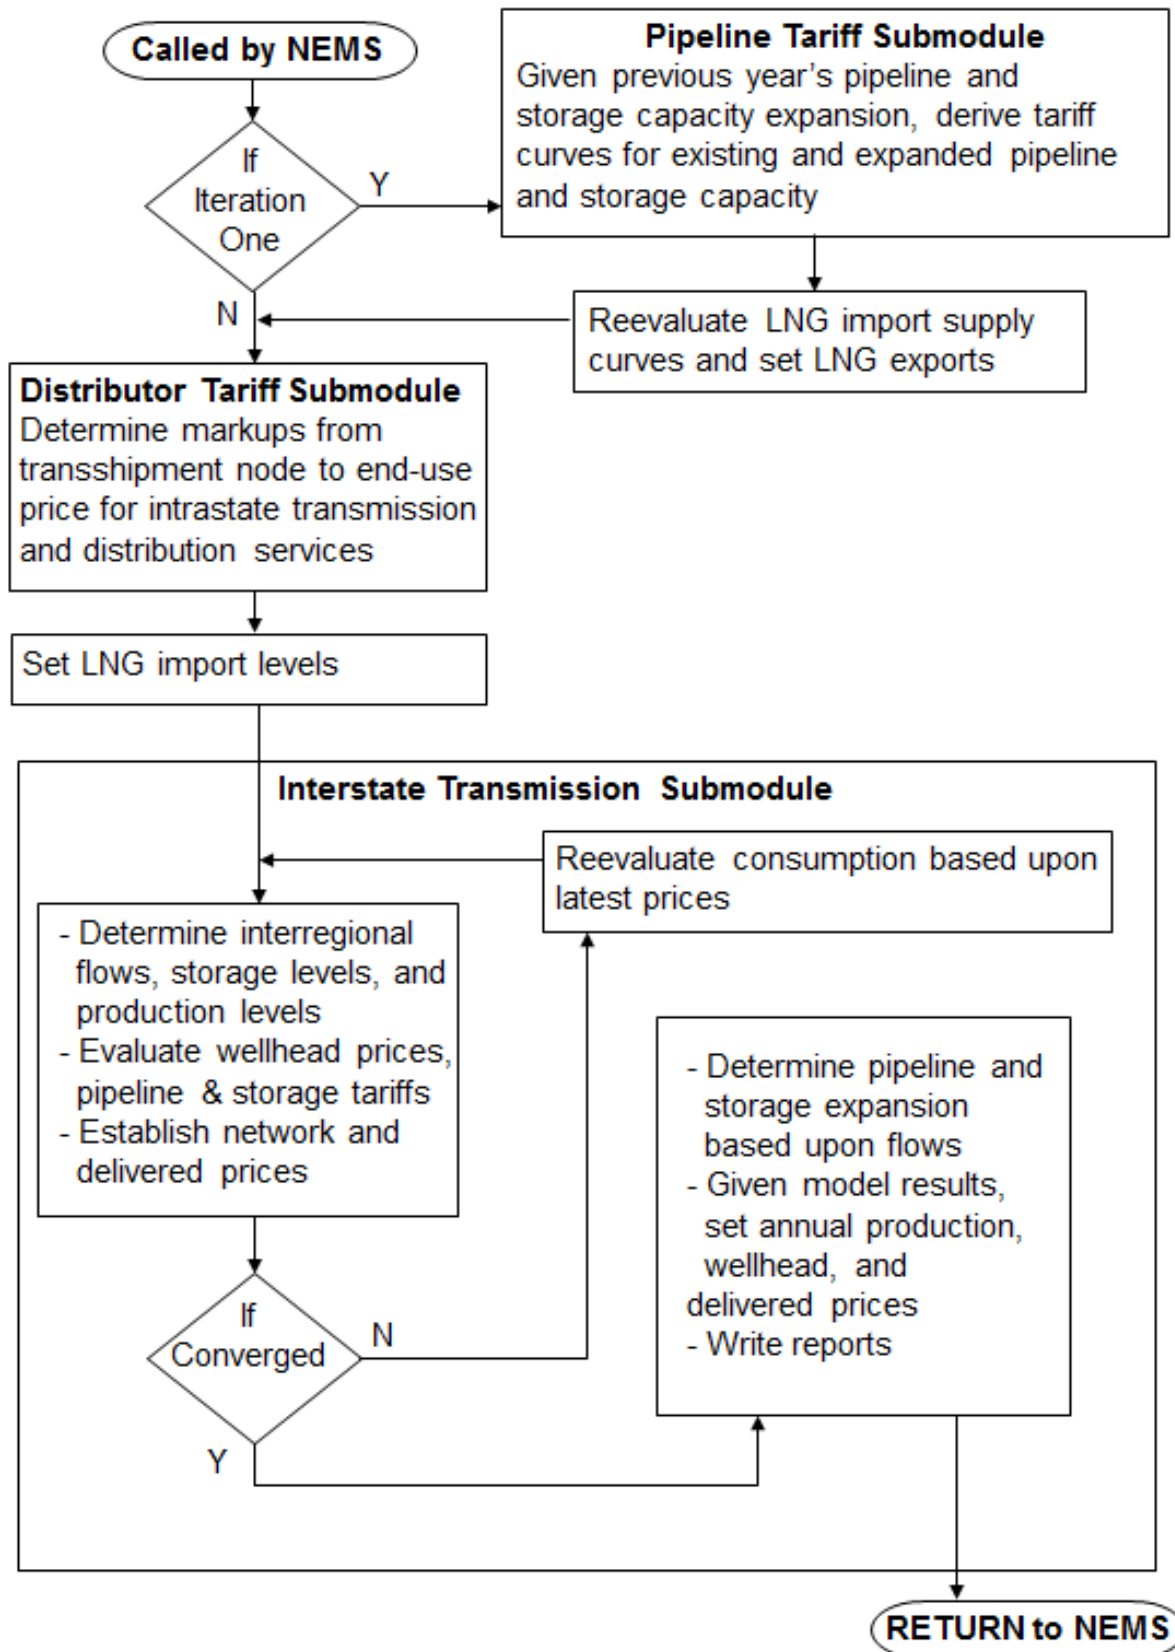 Called by NEMS
Pipeline Tariff Submodule
Given previous year's pipeline and
storage capacity expansion, derive tariff
curves for existing and expanded pipeline
and storage capacity
If
Iteration
One
Y
N
Reevaluate LNG import supply
curves and set LNG exports
Distributor Tariff Submodule
Determine markups from
transshipment node to end-use
price for intrastate transmission
and distribution services
Set LNG import levels
Interstate Transmission Submodule
Reevaluate consumption based upon
latest prices
- Determine interregional
flows, storage levels, and
production levels
- Evaluate wellhead prices,
pipeline & storage tariffs
- Establish network and
delivered prices
- Determine pipeline and
storage expansion
based upon flows
- Given model results,
set annual production,
wellhead, and
delivered prices
- Write reports
If
Converged
N
Y
RETURN to NEMS